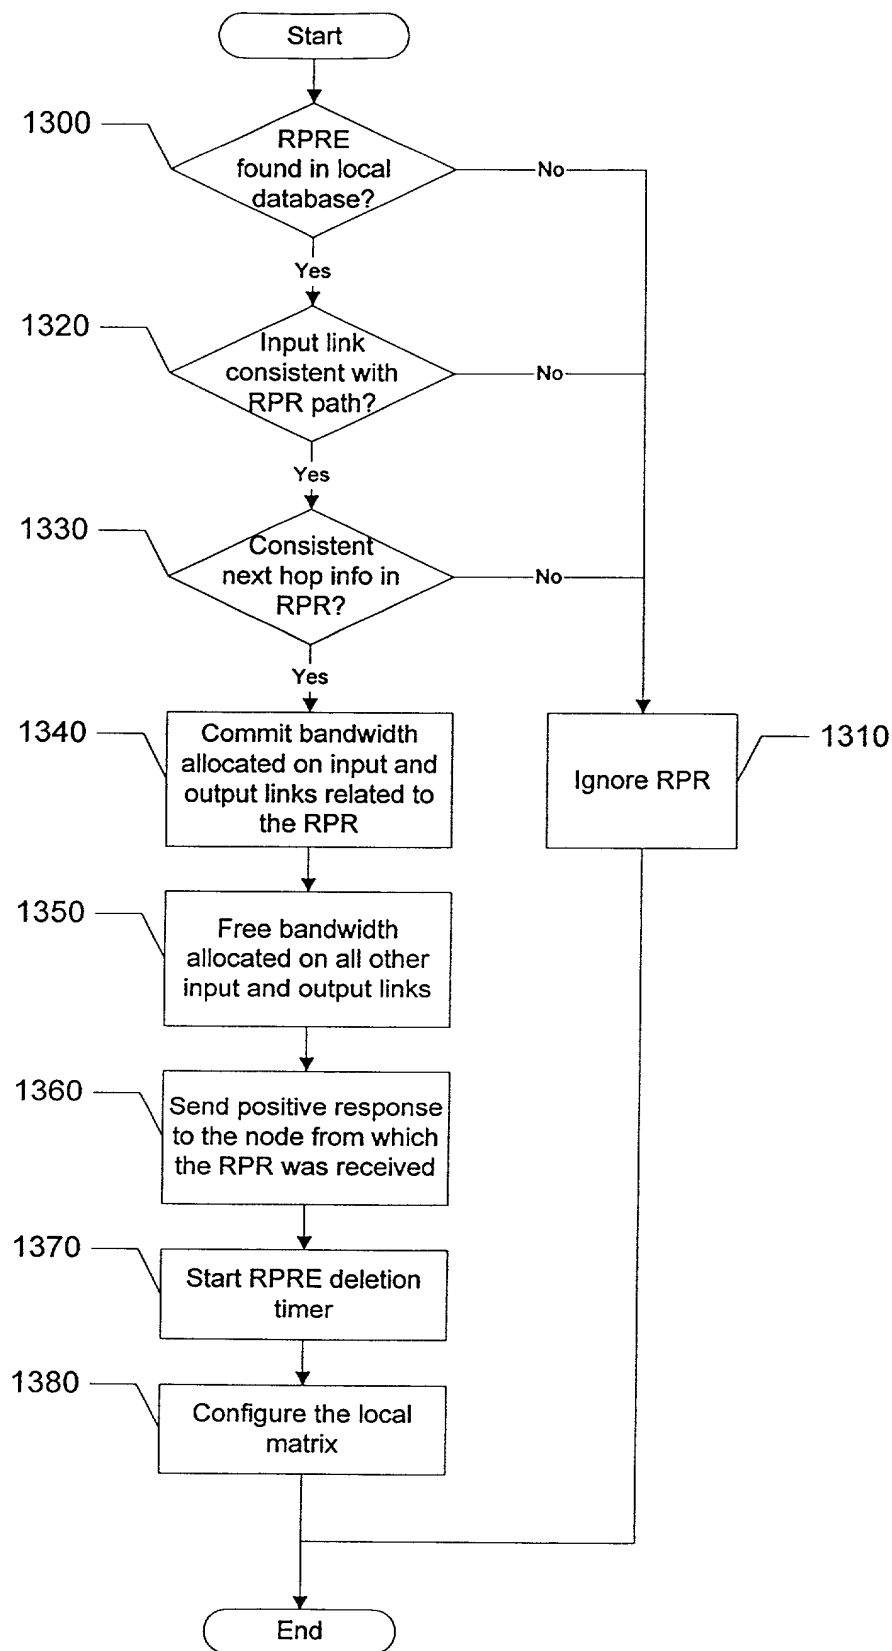 Start
1300
RPRE
found in local
database?
No
Yes
1320
Input link
consistent with
RPR path?
No
Yes
1330
Consistent
next hop info in
RPR?
No
Yes
1340
Commit bandwidth
allocated on input and
output links related to
the RPR
Ignore RPR
1310
1350
Free bandwidth
allocated on all other
input and output links
1360
Send positive response
to the node from which
the RPR was received
1370
Start RPRE deletion
timer
1380
Configure the local
matrix
End